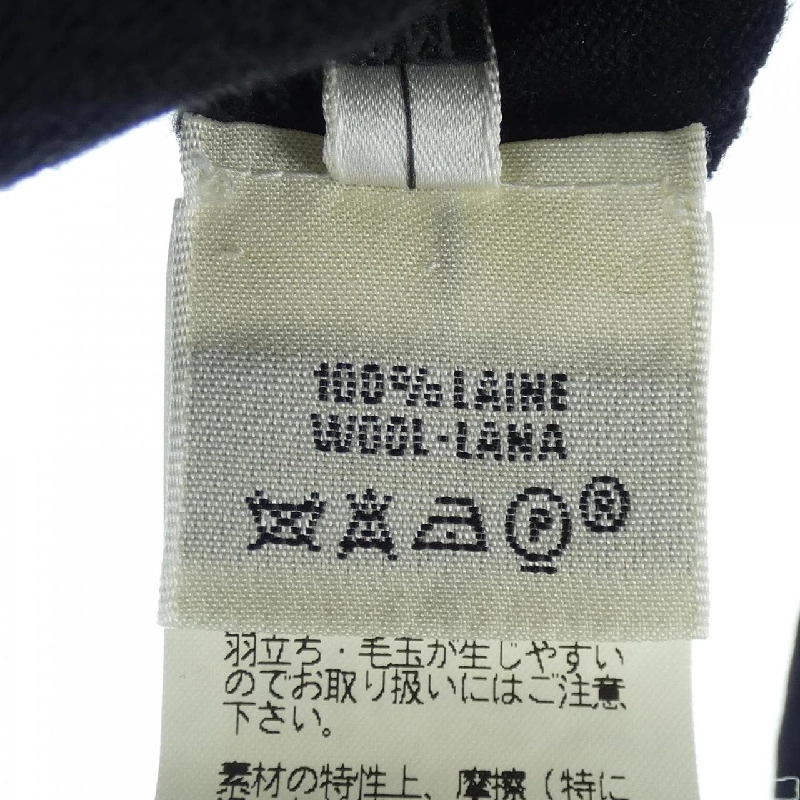 100% LAINE
WOOL-LANA
P R
羽立ち・毛玉が生じやすい
のでお取り扱いにはご注意
下さい。
素材の特性上、摩擦(特に